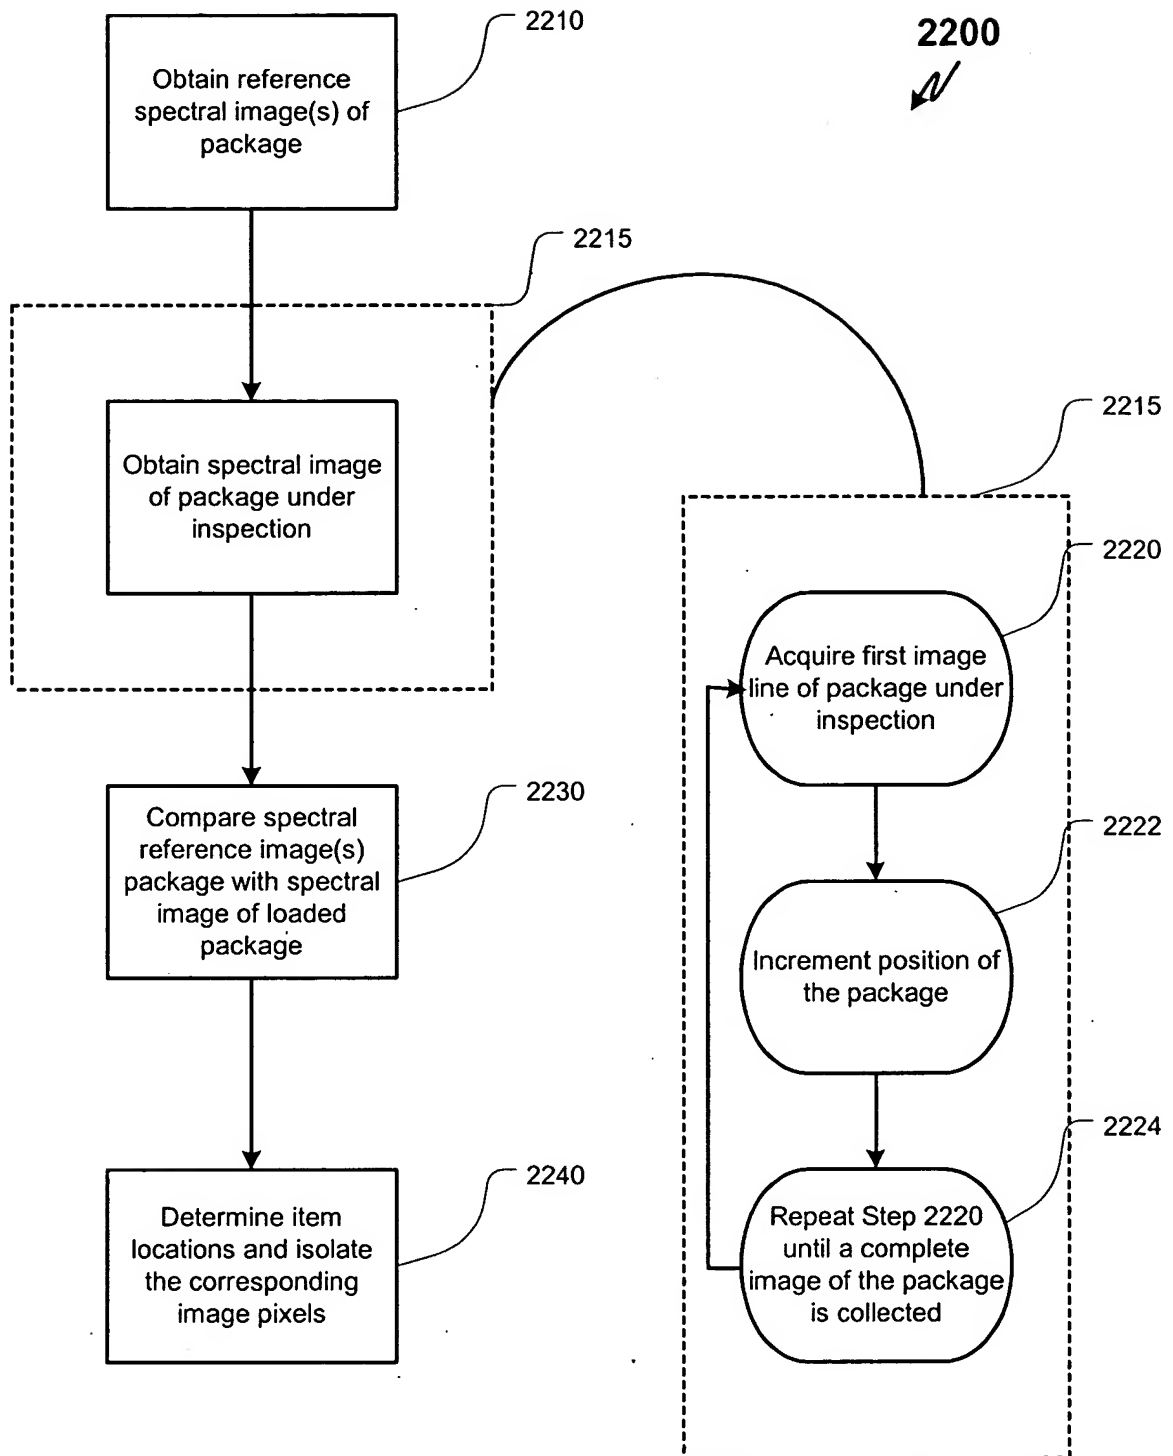 2200
2210
Obtain reference
spectral image(s) of
package
2215
Obtain spectral image
of package under
inspection
2230
Compare spectral
reference image(s)
package with spectral
image of loaded
package
2240
Determine item
locations and isolate
the corresponding
image pixels
2215
2220
Acquire first image
line of package under
inspection
2222
Increment position of
the package
2224
Repeat Step 2220
until a complete
image of the package
is collected